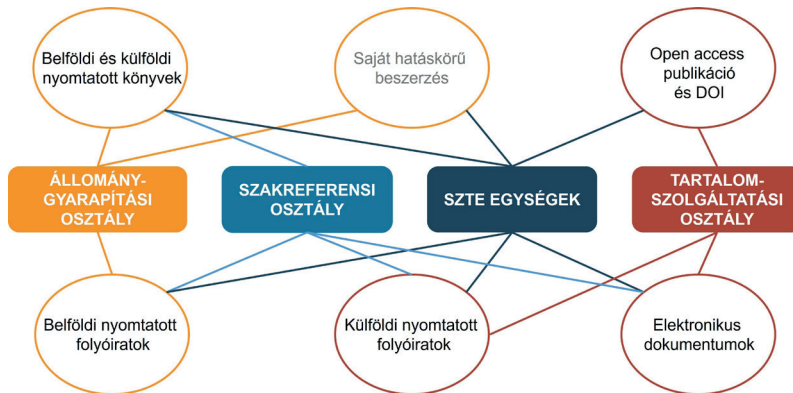 Belföldi és külföldi
nyomtatott könyvek
Saját hatáskörű
beszerzés
Open access
publikáció
és DOI
ÁLLOMÁNY-
GYARAPÍTÁSI
OSZTÁLY
SZAKREFERENSI
OSZTÁLY
SZTE EGYSÉGEK
TARTALOM-
SZOLGÁLTATÁSI
OSZTÁLY
Belföldi nyomtatott
folyóiratok
Külföldi nyomtatott
folyóiratok
Elektronikus
dokumentumok